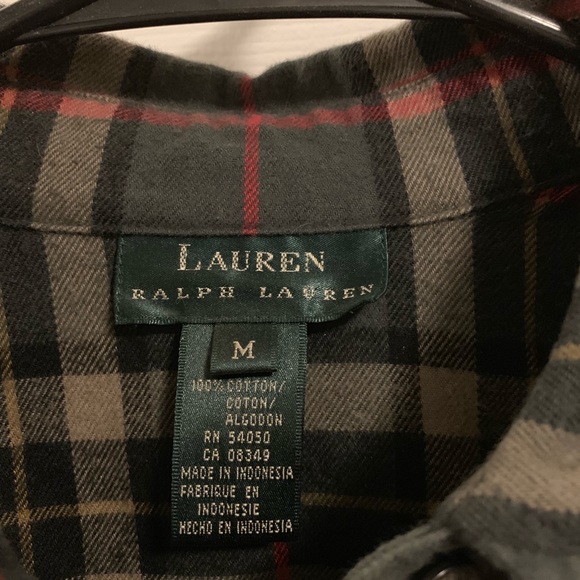 LAUREN
RALPH LAUREN
M
100% COTTON/
COTON/
ALGODON
RN 54050
CA 08349
MADE IN INDONESIA
FABRIQUE EN
INDONESIE
HECHO EN INDONESIA